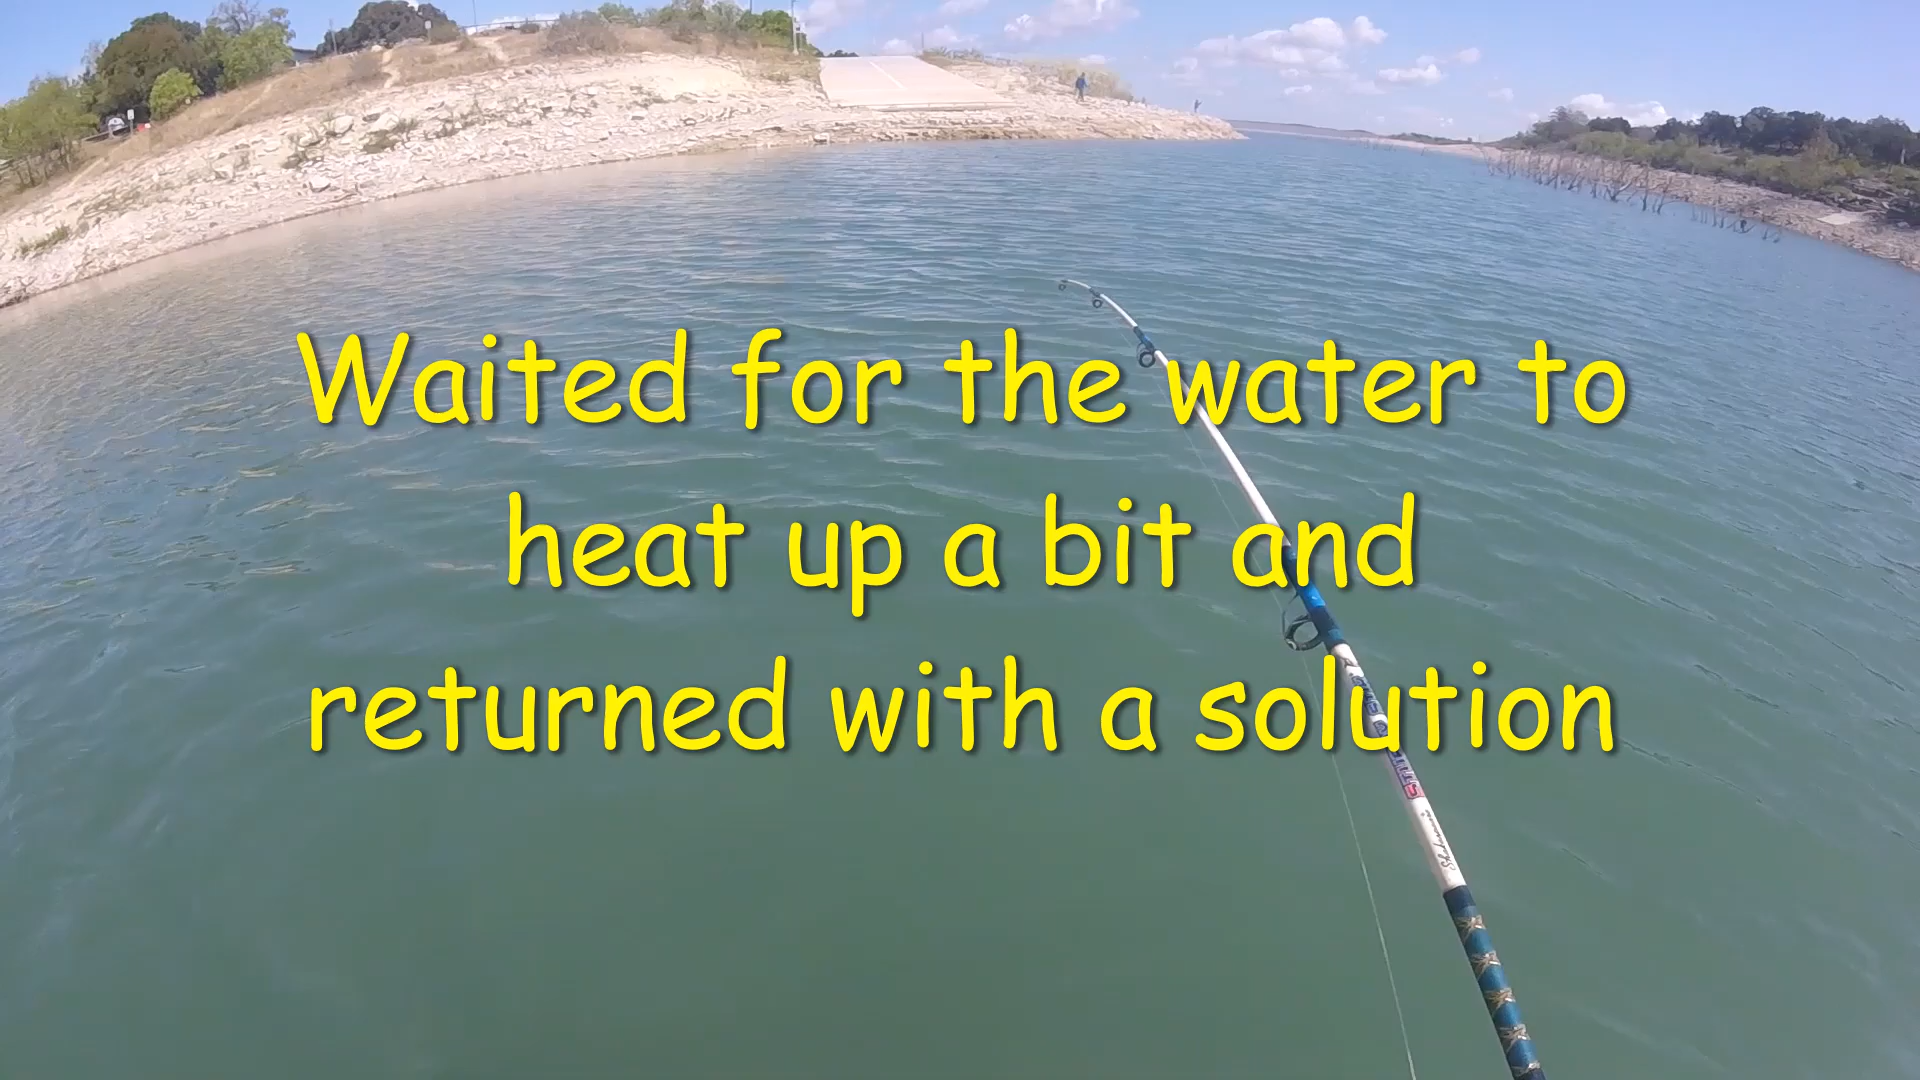 Waited for the water to
heat up a bit and
returned with a solution